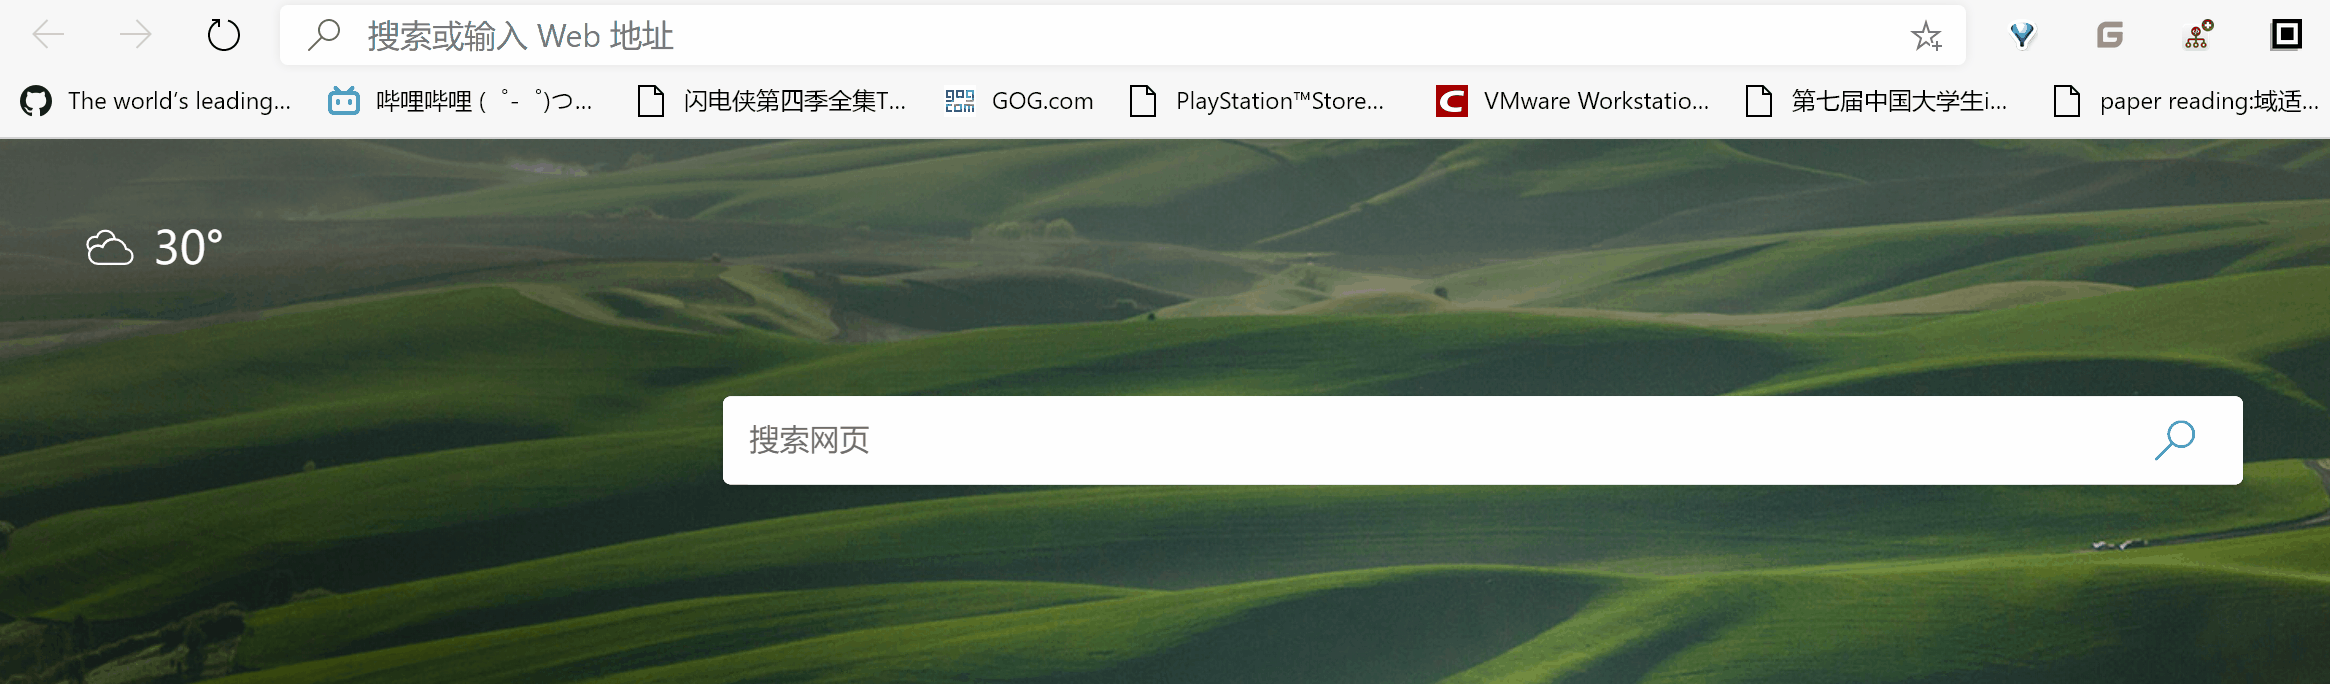 搜索或输入 Web 地址
The world's leading...
哔哩哔哩 ( ゜- ゜)つ...
闪电侠第四季全集T...
gog com
GOG.com
PlayStation™Store...
VMware Workstatio...
第七届中国大学生i...
paper reading:域适...
30°
搜索网页